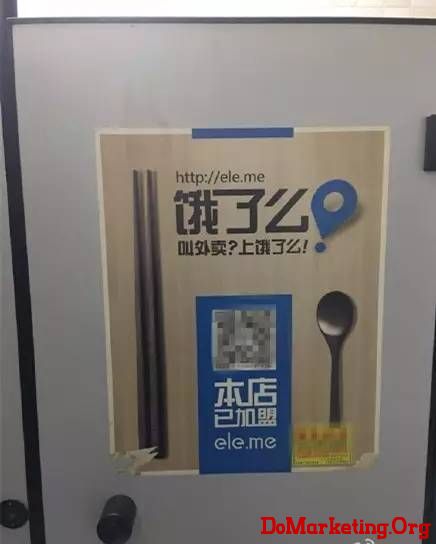 http://ele.me
饿了么
叫外卖?上饿了么!
本店
已加盟
ele.me
DoMarketing.Org